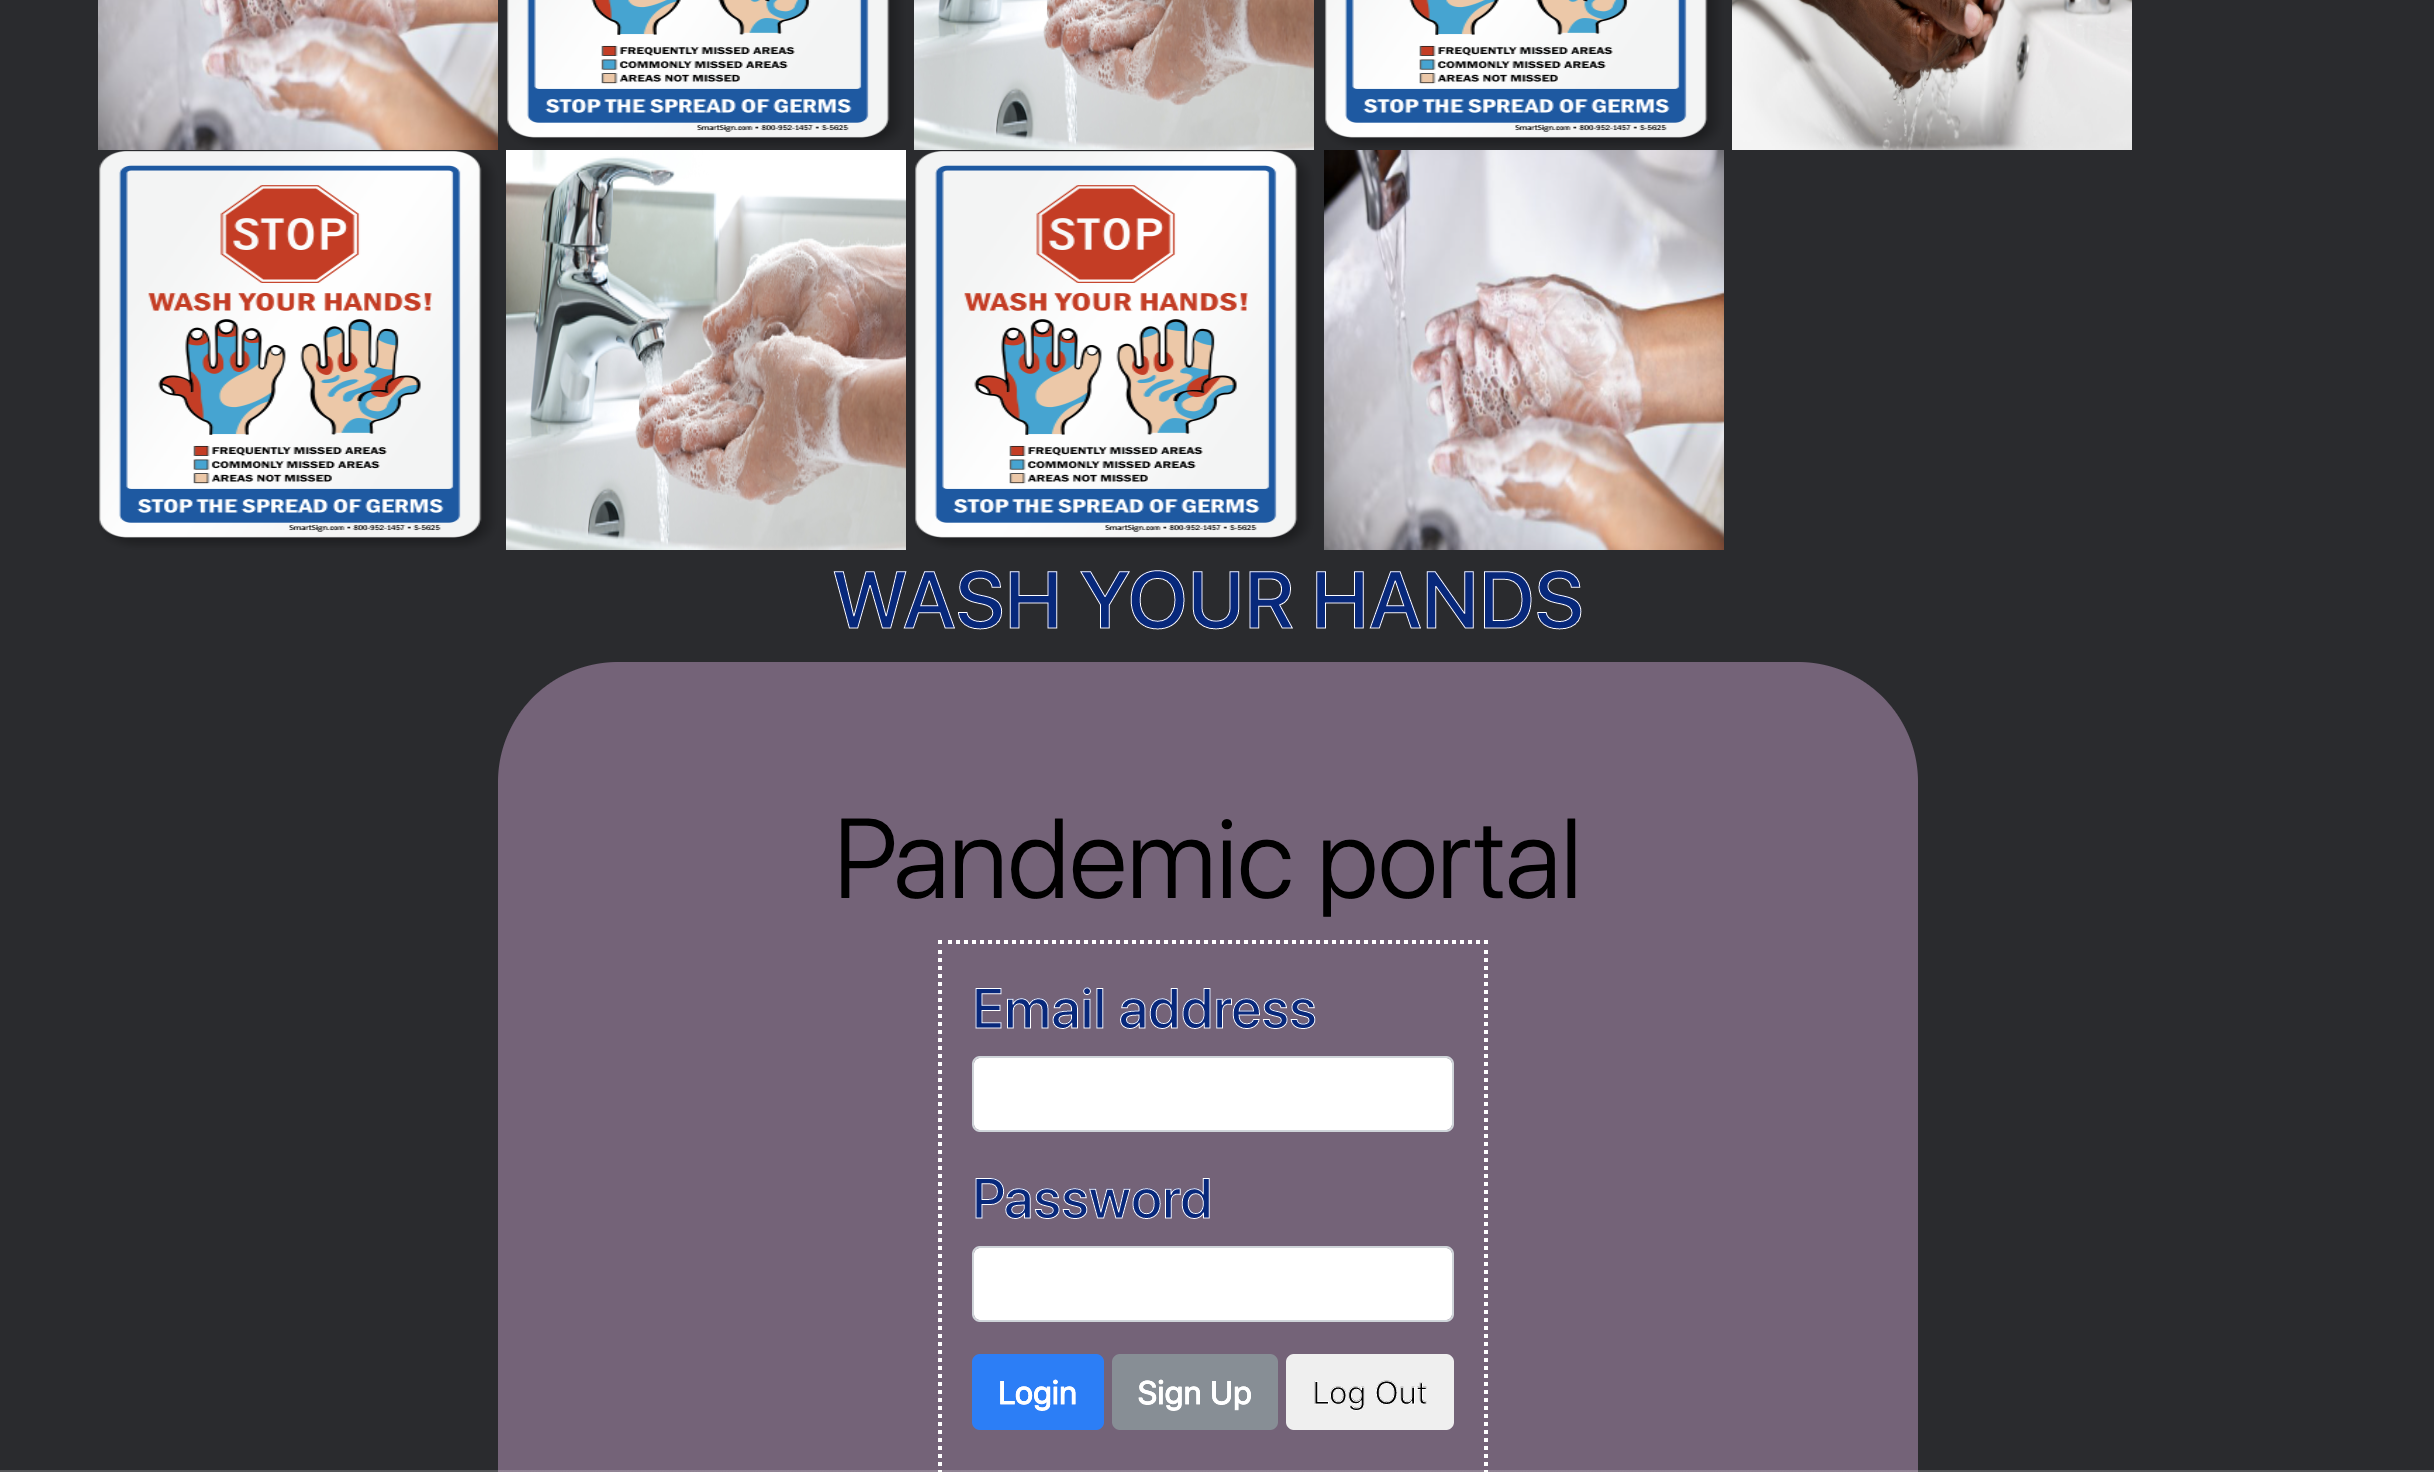 FREQUENTLY MISSED AREAS
COMMONLY MISSED AREAS
AREAS NOT MISSED
STOP THE SPREAD OF GERMS
SmartSign.com • 800-952-1457 • S-5625
FREQUENTLY MISSED AREAS
COMMONLY MISSED AREAS
AREAS NOT MISSED
STOP THE SPREAD OF GERMS
SmartSign.com • 800-952-1457 • S-5625
STOP
WASH YOUR HANDS!
FREQUENTLY MISSED AREAS
COMMONLY MISSED AREAS
AREAS NOT MISSED
STOP THE SPREAD OF GERMS
SmartSign.com • 800-952-1457 • S-5625
STOP
WASH YOUR HANDS!
FREQUENTLY MISSED AREAS
COMMONLY MISSED AREAS
AREAS NOT MISSED
STOP THE SPREAD OF GERMS
SmartSign.com • 800-952-1457 • S-5625
WASH YOUR HANDS
Pandemic portal
Email address
Password
Login Sign Up Log Out